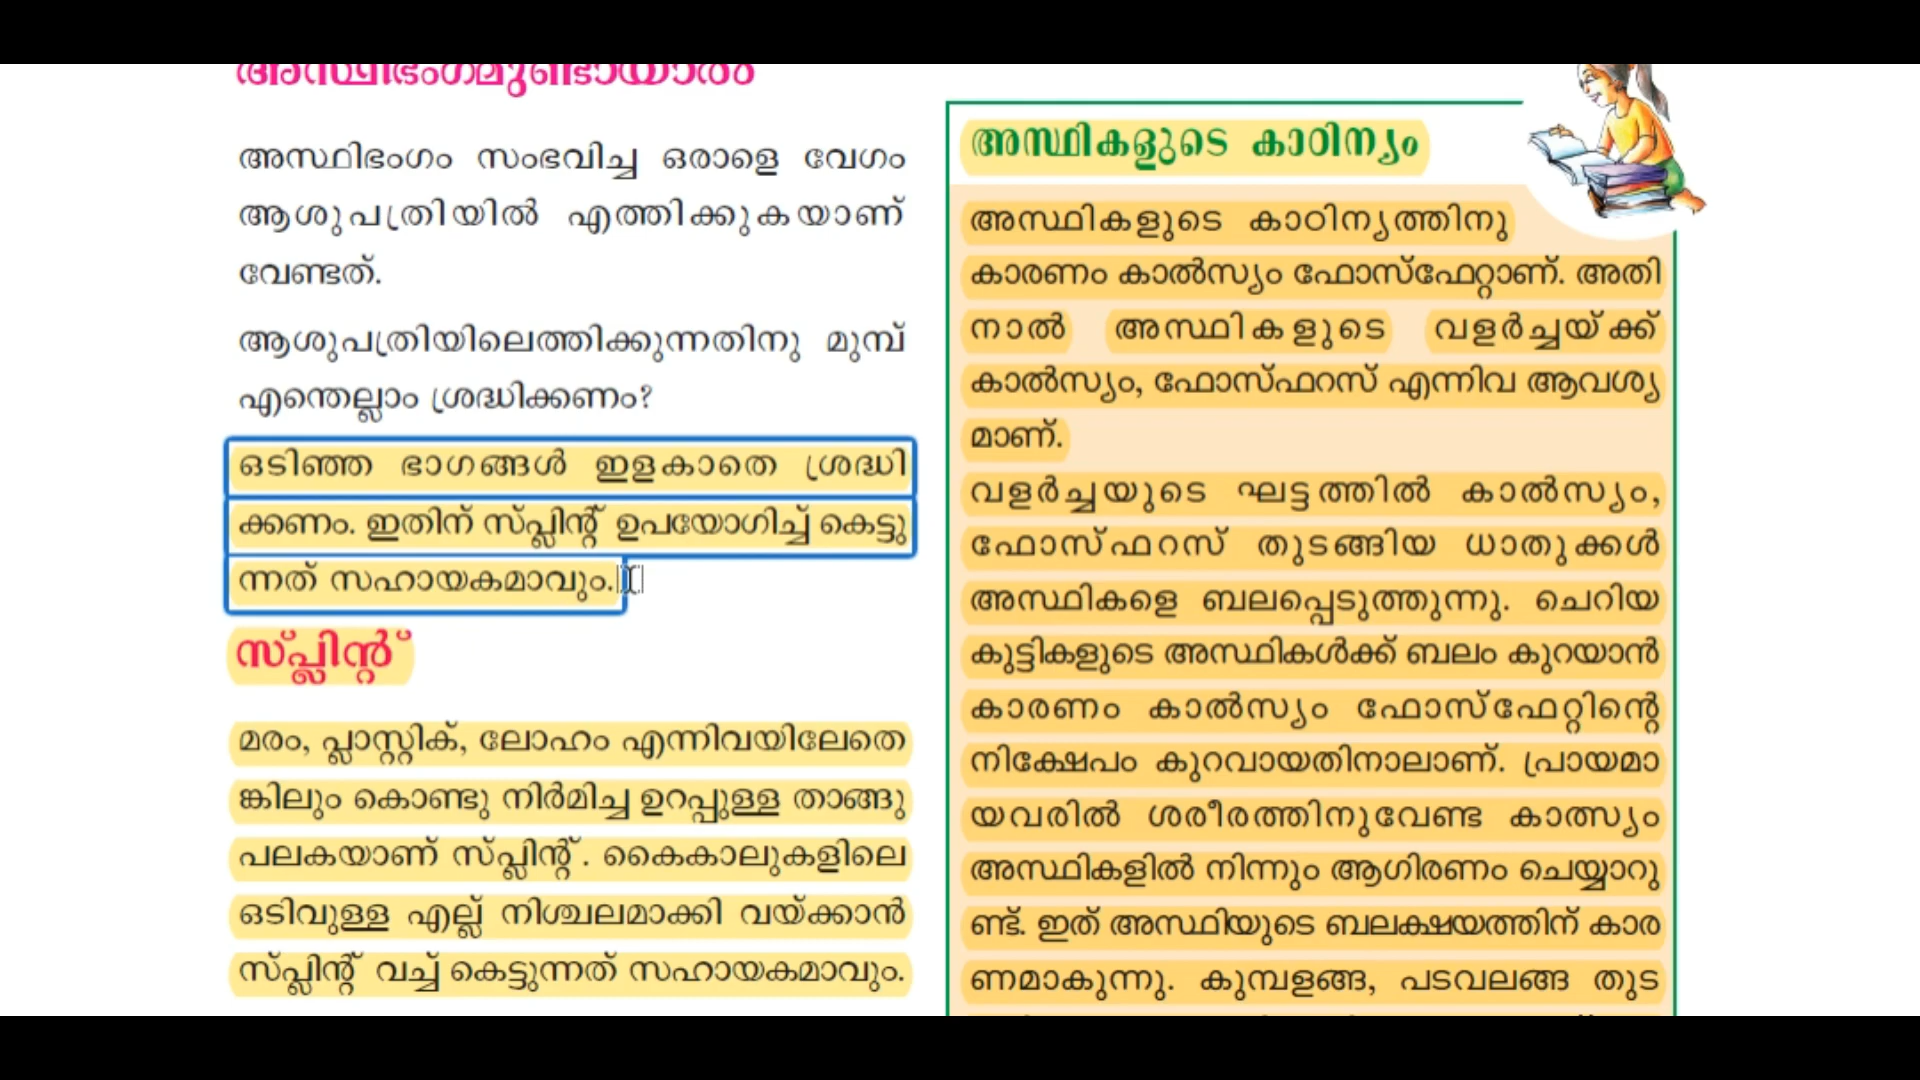 അസ്ഥിഭംഗമുണ്ടായാൽ
അസ്ഥിഭംഗം സംഭവിച്ച ഒരാളെ വേഗം
ആശുപത്രിയിൽ എത്തിക്കുകയാണ്
വേണ്ടത്.
ആശുപത്രിയിലെത്തിക്കുന്നതിനു മുമ്പ്
എന്തെല്ലാം ശ്രദ്ധിക്കണം?
ഒടിഞ്ഞ ഭാഗങ്ങൾ ഇളകാതെ ശ്രദ്ധി
ക്കണം. ഇതിന് സ്പ്ലിന്റ് ഉപയോഗിച്ച് കെട്ടു
ന്നത് സഹായകമാവും.
സ്പ്ലിന്റ്
മരം, പ്ലാസ്റ്റിക്, ലോഹം എന്നിവയിലേതെ
ങ്കിലും കൊണ്ടു നിർമിച്ച ഉറപ്പുള്ള താങ്ങു
പലകയാണ് സ്പ്ലിന്റ്. കൈകാലുകളിലെ
ഒടിവുള്ള എല്ല് നിശ്ചലമാക്കി വയ്ക്കാൻ
സ്പ്ലിന്റ് വച്ച് കെട്ടുന്നത് സഹായകമാവും.
അസ്ഥികളുടെ കാഠിന്യം
അസ്ഥികളുടെ കാഠിന്യത്തിനു
കാരണം കാൽസ്യം ഫോസ്ഫേറ്റാണ്. അതി
നാൽ അസ്ഥികളുടെ വളർച്ചയ്ക്ക്
കാൽസ്യം, ഫോസ്ഫറസ് എന്നിവ ആവശ്യ
മാണ്.
വളർച്ചയുടെ ഘട്ടത്തിൽ കാൽസ്യം,
ഫോസ്ഫറസ് തുടങ്ങിയ ധാതുക്കൾ
അസ്ഥികളെ ബലപ്പെടുത്തുന്നു. ചെറിയ
കുട്ടികളുടെ അസ്ഥികൾക്ക് ബലം കുറയാൻ
കാരണം കാൽസ്യം ഫോസ്ഫേറ്റിന്റെ
നിക്ഷേപം കുറവായതിനാലാണ്. പ്രായമാ
യവരിൽ ശരീരത്തിനുവേണ്ട കാത്സ്യം
അസ്ഥികളിൽ നിന്നും ആഗിരണം ചെയ്യാറു
ണ്ട്. ഇത് അസ്ഥിയുടെ ബലക്ഷയത്തിന് കാര
ണമാകുന്നു. കുമ്പളങ്ങ, പടവലങ്ങ തുട